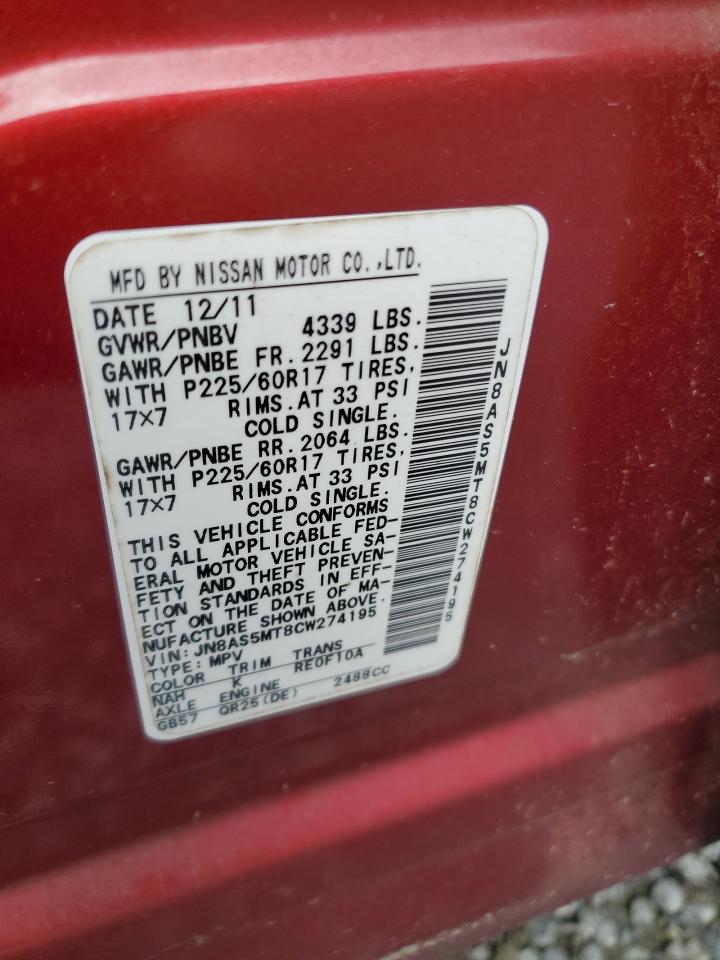 MFD BY NISSAN MOTOR CO.,LTD.
DATE 12/11
GVWR/PNBV 4339 LBS.
GAWR/PNBE FR. 2291 LBS.
WITH P225/60R17 TIRES,
17×7 RIMS. AT 33 PSI
COLD SINGLE.
GAWR/PNBE RR. 2064 LBS.
WITH P225/60R17 TIRES,
17×7 RIMS. AT 33 PSI
COLD SINGLE.
THIS VEHICLE CONFORMS
TO ALL APPLICABLE FED-
ERAL MOTOR VEHICLE SA-
FETY AND THEFT PREVEN-
TION STANDARDS IN EFF-
ECT ON THE DATE OF MA-
NUFACTURE SHOWN ABOVE.
VIN: JN8AS5MT8CW274195
TYPE: MPV
COLOR TRIM TRANS
NAH K RE0F10A
AXLE ENGINE
GB57 QR25(DE) 2488CC
JN8AS5MT8CW274195